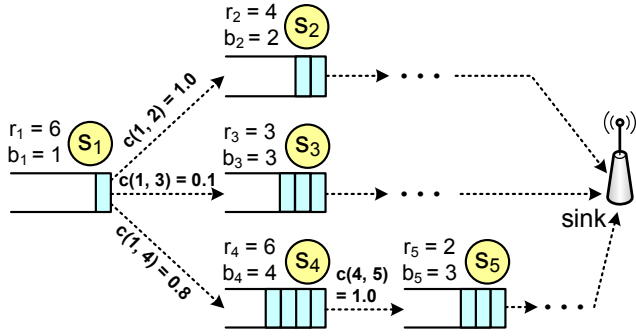 r₂ = 4
b₂ = 2
S₂
r₁ = 6
b₁ = 1
S₁
c(1, 2) = 1.0
r₃ = 3
b₃ = 3
S₃
c(1, 3) = 0.1
sink
c(1, 4) = 0.8
r₄ = 6
b₄ = 4
S₄
c(4, 5)
= 1.0
r₅ = 2
b₅ = 3
S₅